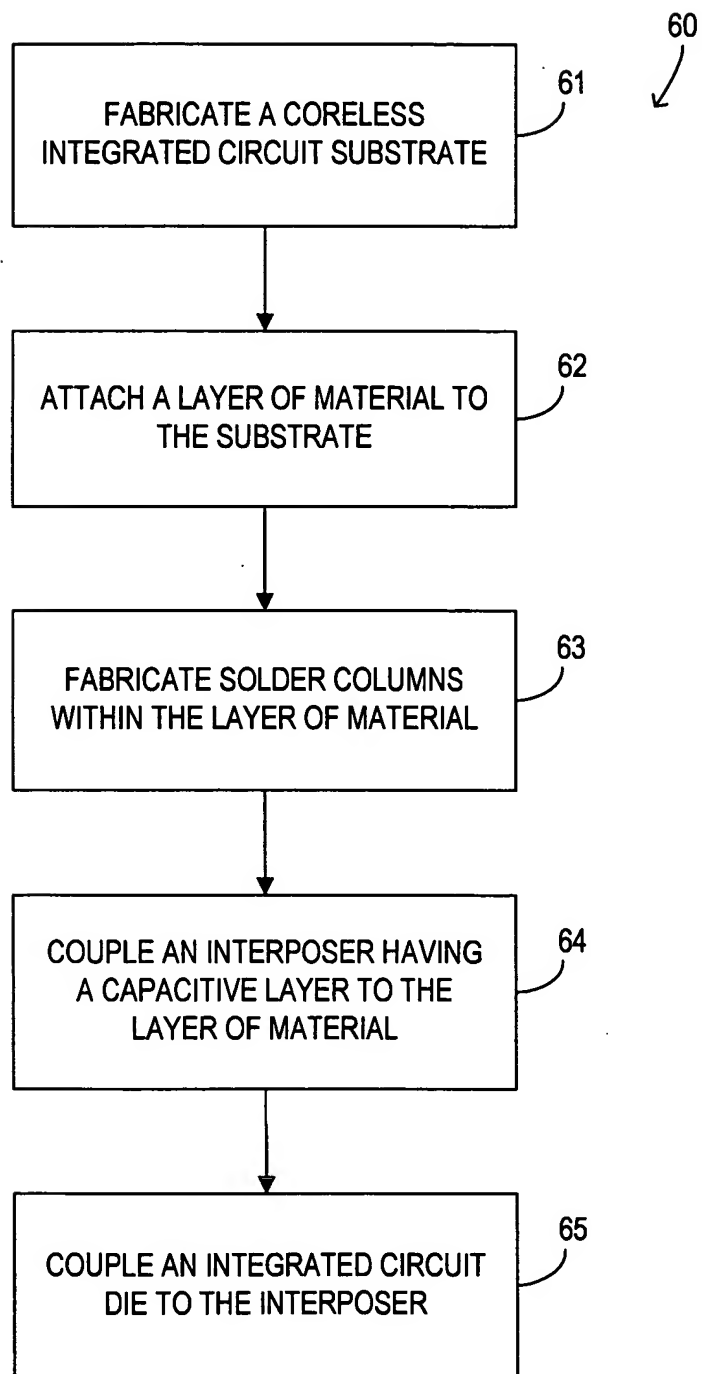 60
61
FABRICATE A CORELESS
INTEGRATED CIRCUIT SUBSTRATE
62
ATTACH A LAYER OF MATERIAL TO
THE SUBSTRATE
63
FABRICATE SOLDER COLUMNS
WITHIN THE LAYER OF MATERIAL
64
COUPLE AN INTERPOSER HAVING
A CAPACITIVE LAYER TO THE
LAYER OF MATERIAL
65
COUPLE AN INTEGRATED CIRCUIT
DIE TO THE INTERPOSER